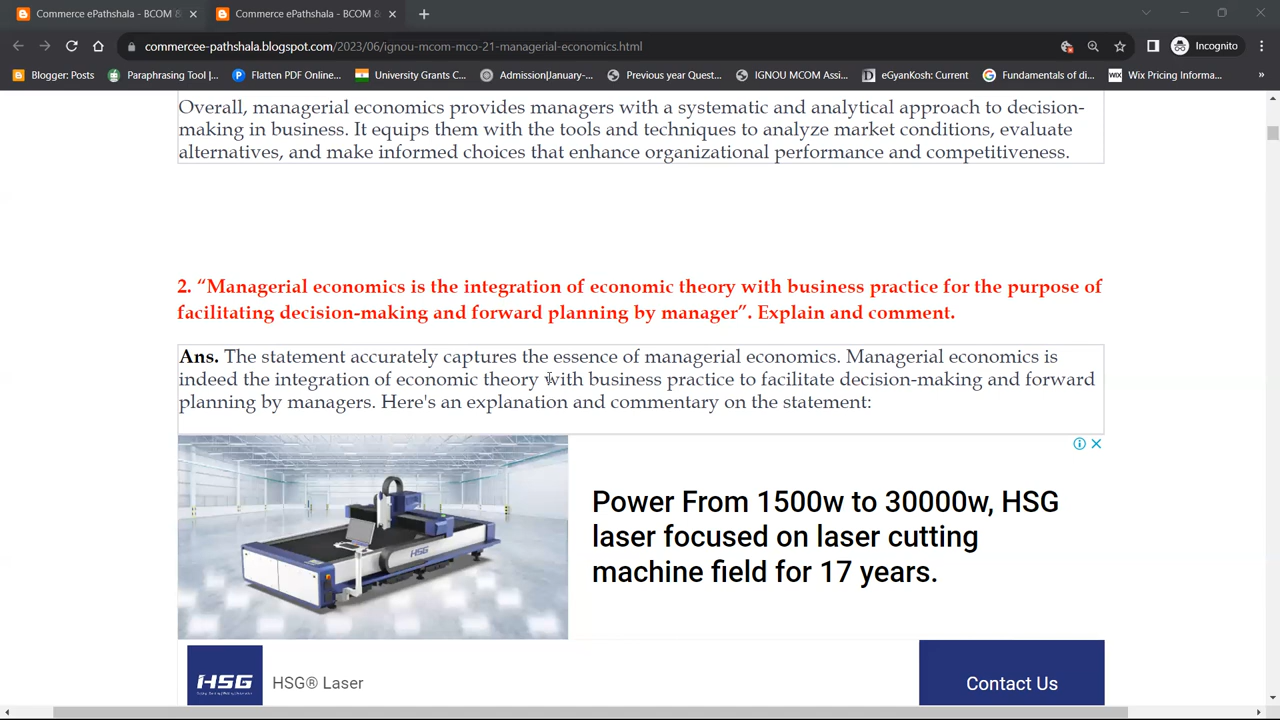 Commerce ePathshala - BCOM &
Commerce ePathshala - BCOM &
commercee-pathshala.blogspot.com/2023/06/ignou-mcom-mco-21-managerial-economics.html
Incognito
Blogger: Posts
Paraphrasing Tool |...
Flatten PDF Online...
University Grants C...
Admission|January-...
Previous year Quest...
IGNOU MCOM Assi...
eGyanKosh: Current
Fundamentals of di...
Wix Pricing Informa...
»
Overall, managerial economics provides managers with a systematic and analytical approach to decision-
making in business. It equips them with the tools and techniques to analyze market conditions, evaluate
alternatives, and make informed choices that enhance organizational performance and competitiveness.
2. “Managerial economics is the integration of economic theory with business practice for the purpose of
facilitating decision-making and forward planning by manager”. Explain and comment.
Ans. The statement accurately captures the essence of managerial economics. Managerial economics is
indeed the integration of economic theory with business practice to facilitate decision-making and forward
planning by managers. Here's an explanation and commentary on the statement:
HSG
Power From 1500w to 30000w, HSG
laser focused on laser cutting
machine field for 17 years.
HSG
HSG® Laser
Contact Us